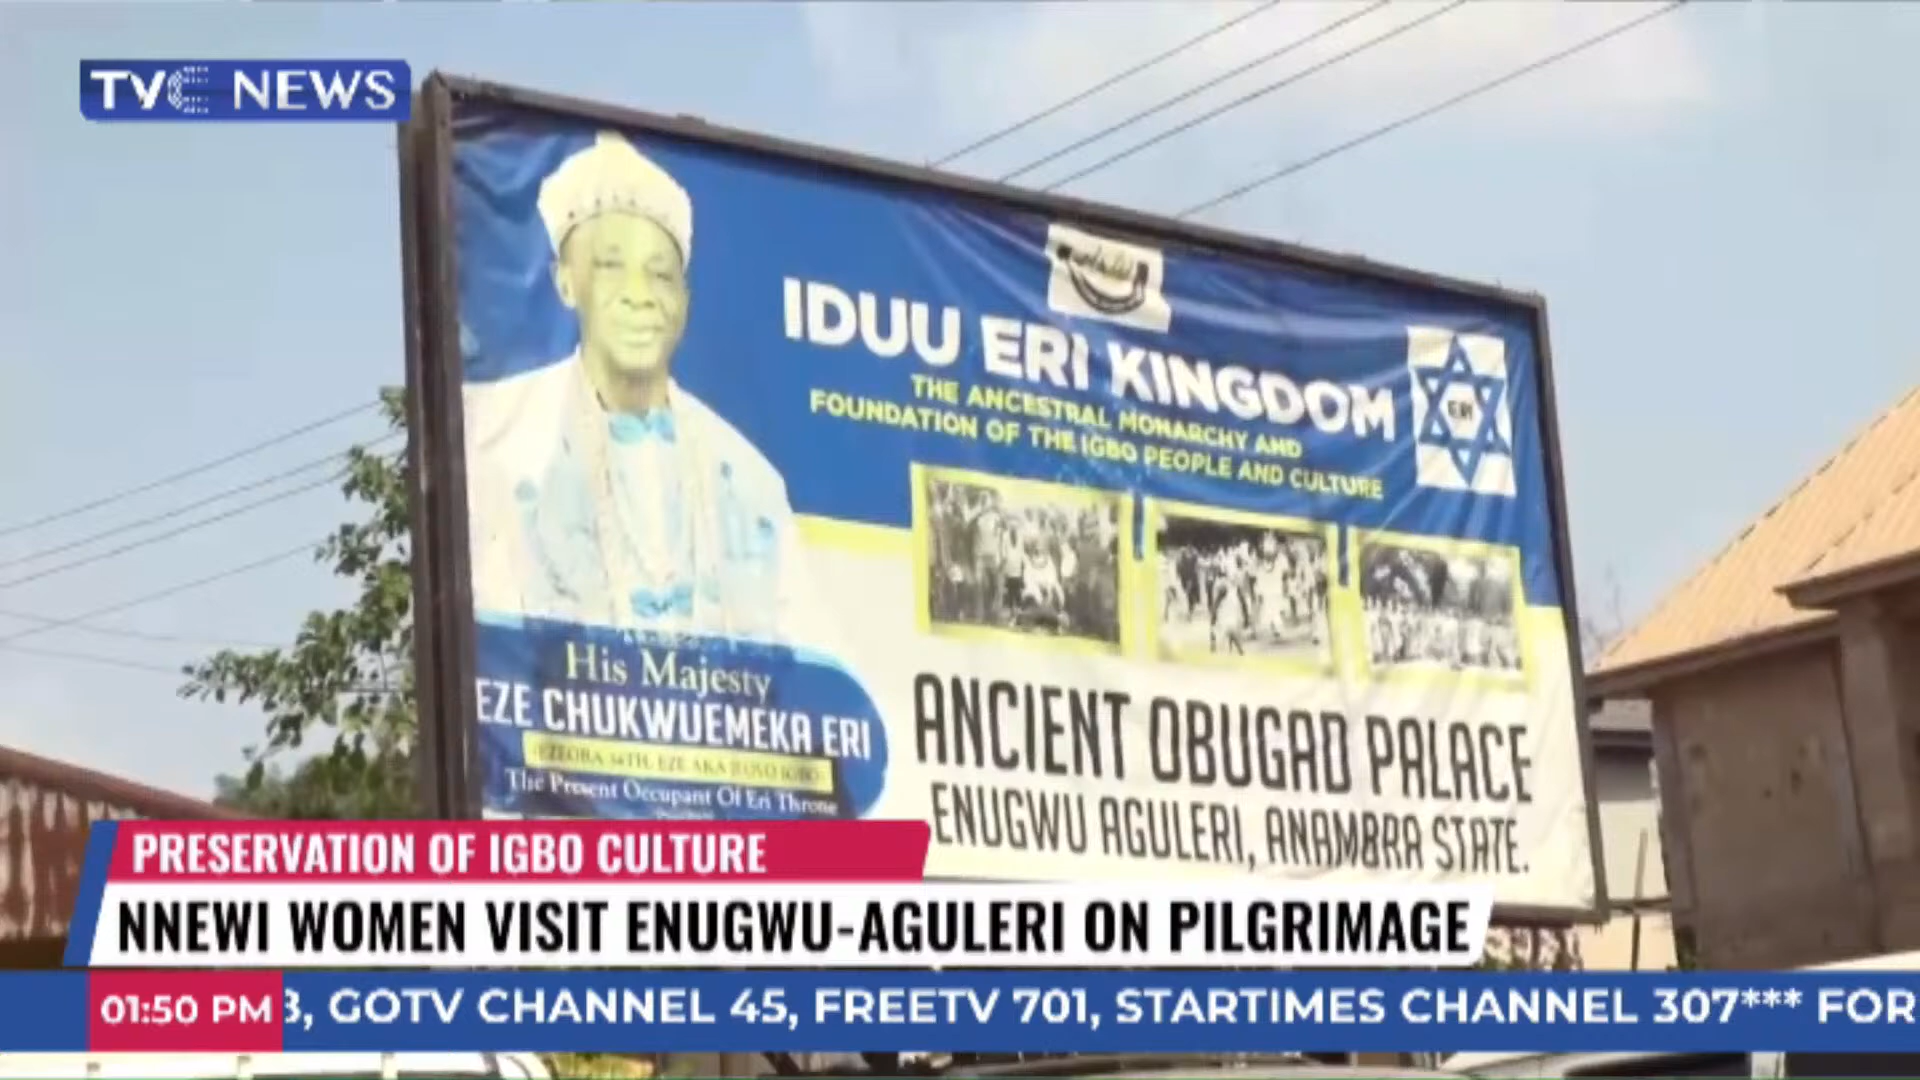 TVC NEWS
IDUU ERI KINGDOM
THE ANCESTRAL MONARCHY AND
FOUNDATION OF THE IGBO PEOPLE AND CULTURE
ERI
His Majesty
EZE CHUKWUEMEKA ERI
The Present Occupant Of Eri Throne
ANCIENT OBUGAD PALACE
ENUGWU AGULERI, ANAMBRA STATE.
PRESERVATION OF IGBO CULTURE
NNEWI WOMEN VISIT ENUGWU-AGULERI ON PILGRIMAGE
01:50 PM
, GOTV CHANNEL 45, FREETV 701, STARTIMES CHANNEL 307*** FOR